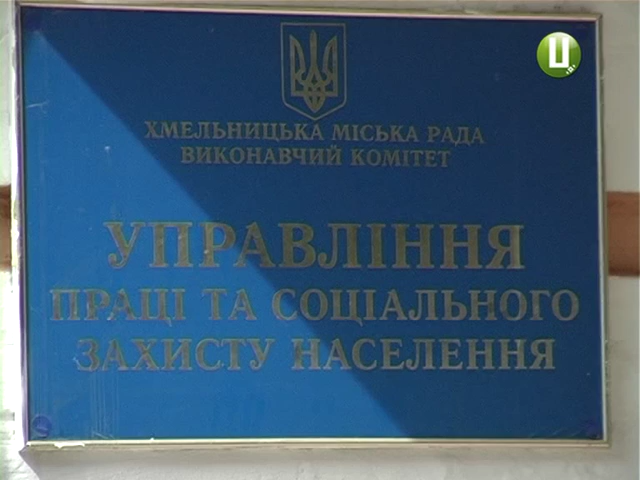 Ц
ХМЕЛЬНИЦЬКА МІСЬКА РАДА
ВИКОНАВЧИЙ КОМІТЕТ
УПРАВЛІННЯ
ПРАЦІ ТА СОЦІАЛЬНОГО
ЗАХИСТУ НАСЕЛЕННЯ